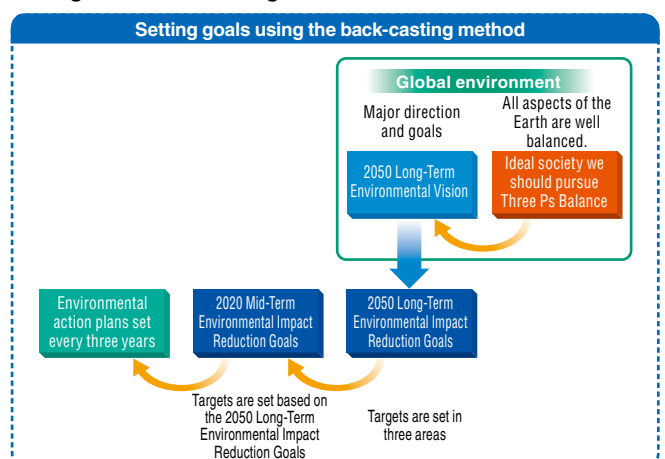 Setting goals using the back-casting method
Global environment
Major direction
and goals
All aspects of the
Earth are well
balanced.
2050 Long-Term
Environmental Vision
Ideal society we
should pursue
Three Ps Balance
Environmental
action plans set
every three years
2020 Mid-Term
Environmental Impact
Reduction Goals
2050 Long-Term
Environmental Impact
Reduction Goals
Targets are set based on
the 2050 Long-Term
Environmental Impact
Reduction Goals
Targets are set in
three areas